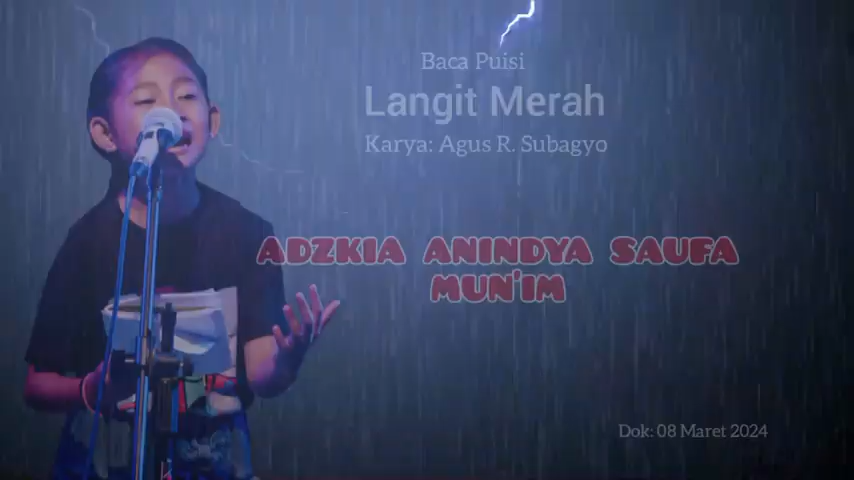 Baca Puisi
Langit Merah
Karya: Agus R. Subagyo
ADZKIA ANINDYA SAUFA
MUN'IM
Dok: 08 Maret 2024